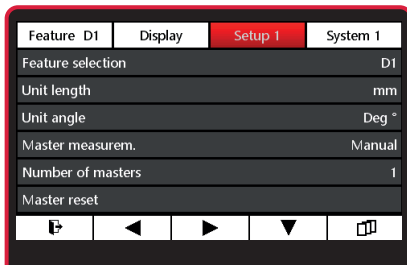 Feature D1 Display Setup 1 System 1
Feature selection D1
Unit length mm
Unit angle Deg °
Master measurem. Manual
Number of masters 1
Master reset